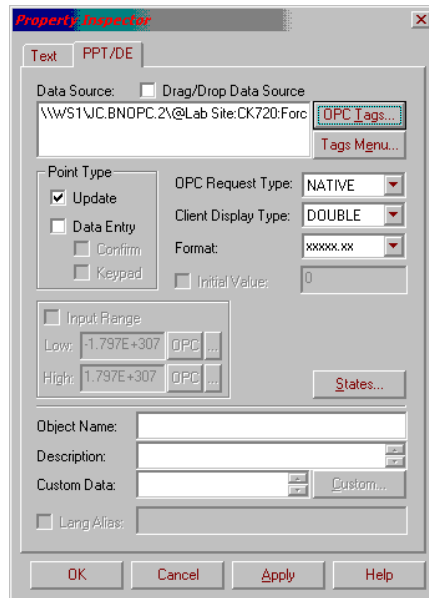 Property Inspector
Text PPT/DE
Data Source: Drag/Drop Data Source
\\WS1\JC.BNOPC.2\@Lab Site:CK720:Forc
OPC Tags...
Tags Menu...
Point Type
Update
Data Entry
Confirm
Keypad
OPC Request Type: NATIVE
Client Display Type: DOUBLE
Format: xxxxx.xx
Initial Value: 0
Input Range
Low: -1.797E+307 OPC ...
High: 1.797E+307 OPC ...
States...
Object Name:
Description:
Custom Data: Custom...
Lang Alias:
OK Cancel Apply Help